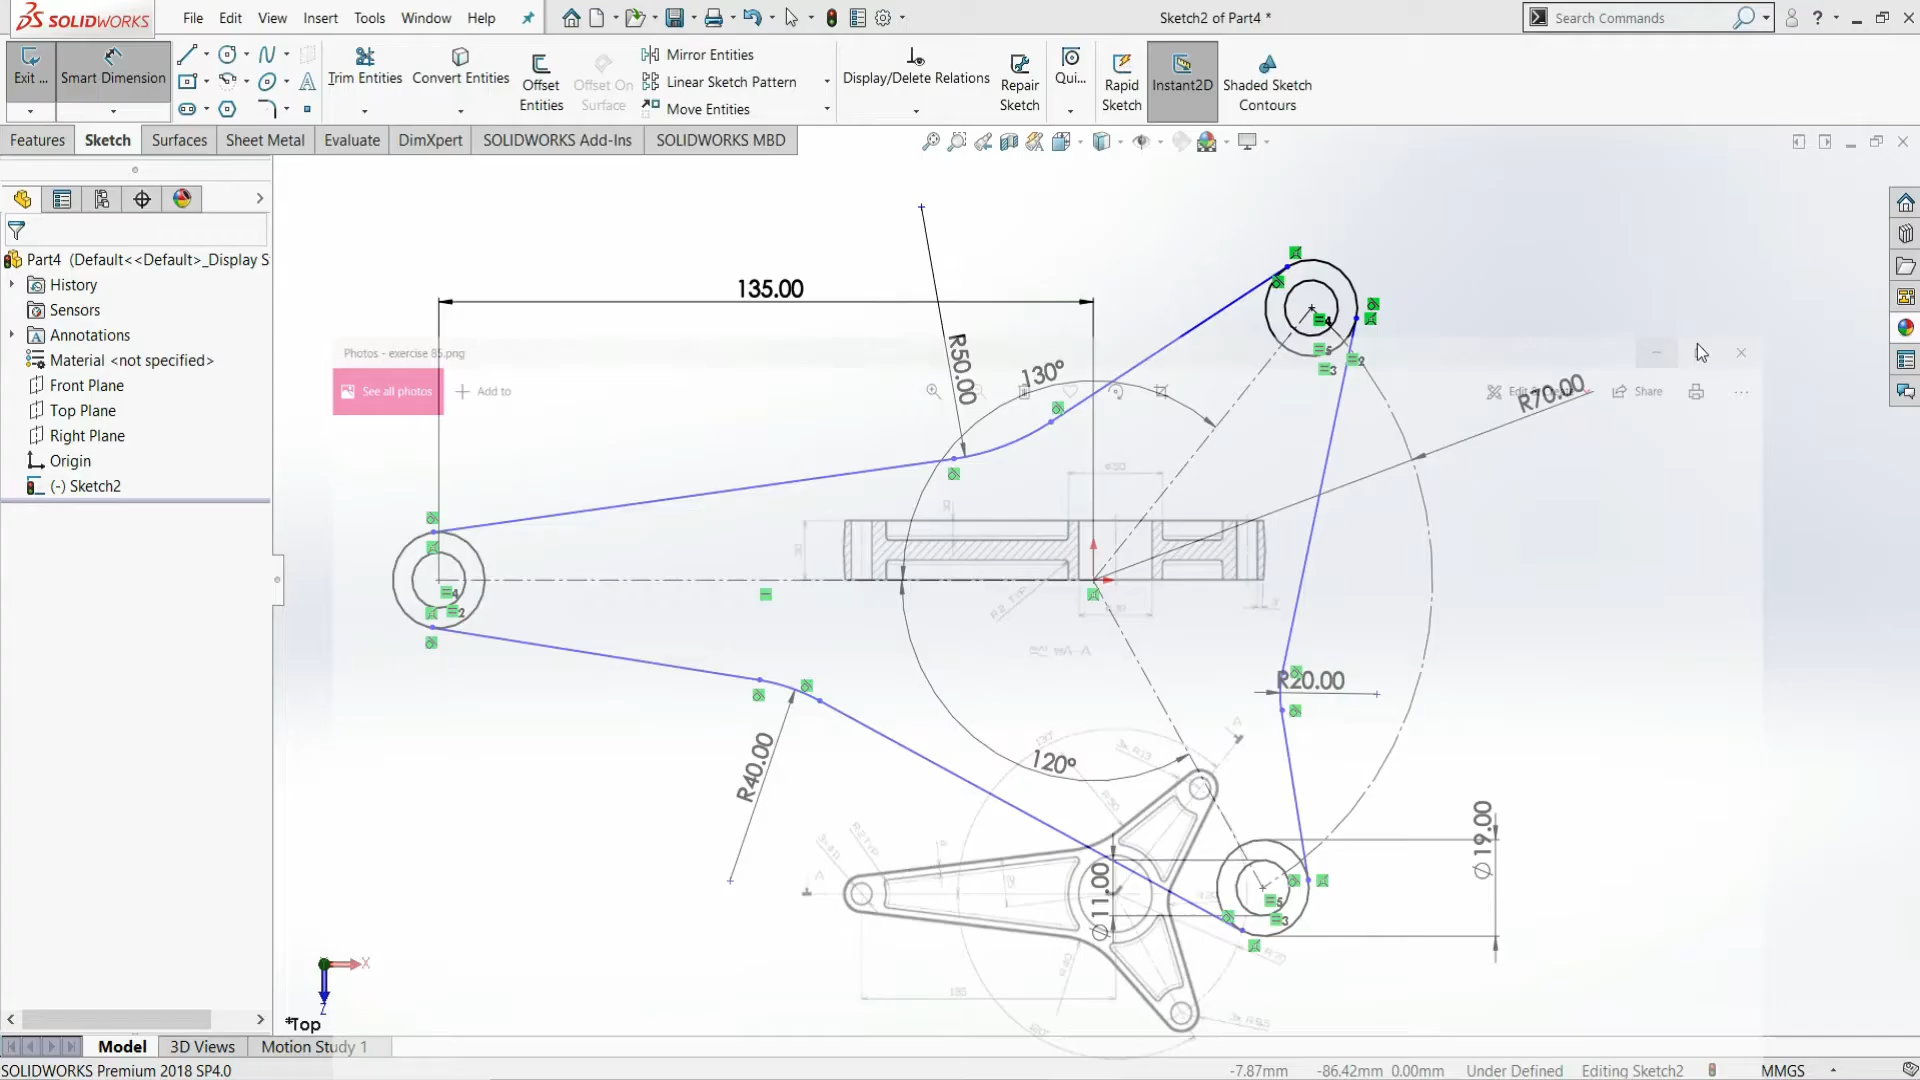 SOLIDWORKS
File Edit View Insert Tools Window Help
Sketch2 of Part4 *
Search Commands
Exit ...
Smart Dimension
Trim Entities
Convert Entities
Offset Entities
Offset On Surface
Mirror Entities
Linear Sketch Pattern
Move Entities
Display/Delete Relations
Repair Sketch
Qui...
Rapid Sketch
Instant2D
Shaded Sketch Contours
Features Sketch Surfaces Sheet Metal Evaluate DimXpert SOLIDWORKS Add-Ins SOLIDWORKS MBD
Part4 (Default<<Default>_Display S
History
Sensors
Annotations
Material <not specified>
Front Plane
Top Plane
Right Plane
Origin
(-) Sketch2
Photos - exercise 85.png
See all photos
Add to
Share
135.00
R50.00
130°
R70.00
R20.00
R40.00
120°
∅11.00
∅19.00
X
Z
*Top
Model 3D Views Motion Study 1
SOLIDWORKS Premium 2018 SP4.0
-7.87mm -86.42mm 0.00mm Under Defined Editing Sketch2 MMGS